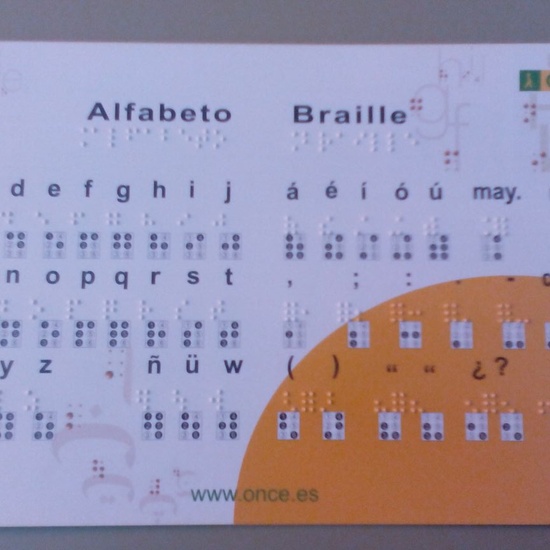 Alfabeto Braille
d e f g h i j á é í ó ú may.
n o p q r s t , ; : . -
y z ñ ü w ( ) “ “ ¿ ?
www.once.es